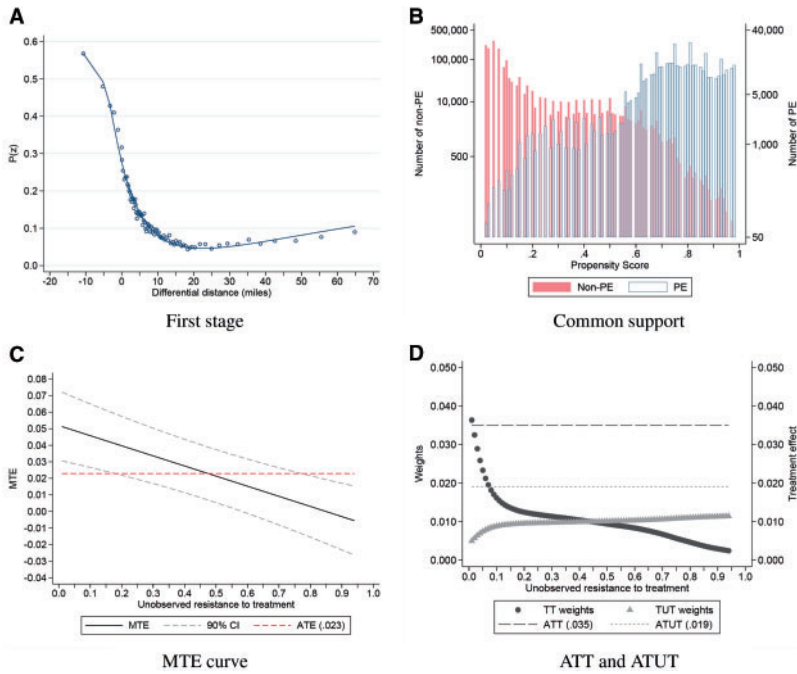 A
0.6
0.5
0.4
0.3
0.2
0.1
0.0
P(z)
-20 -10 0 10 20 30 40 50 60 70
Differential distance (miles)
First stage
B
500,000
100,000
10,000
500
Number of non-PE
40,000
5,000
1,000
50
Number of PE
0 .2 .4 .6 .8 1
Propensity Score
Non-PE PE
Common support
C
0.08
0.07
0.06
0.05
0.04
0.03
0.02
0.01
0.00
-0.01
-0.02
-0.03
-0.04
MTE
0.0 0.1 0.2 0.3 0.4 0.5 0.6 0.7 0.8 0.9 1.0
Unobserved resistance to treatment
MTE 90% CI ATE (.023)
MTE curve
D
0.050
0.040
0.030
0.020
0.010
0.000
Weights
0.050
0.040
0.030
0.020
0.010
0.000
Treatment effect
0.0 0.1 0.2 0.3 0.4 0.5 0.6 0.7 0.8 0.9 1.0
Unobserved resistance to treatment
TT weights TUT weights
ATT (.035) ATUT (.019)
ATT and ATUT